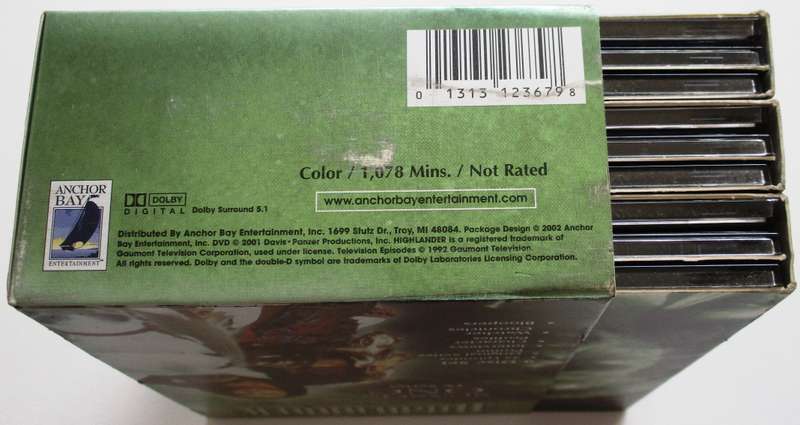 0 1313 12367 9 8
Color / 1,078 Mins. / Not Rated
www.anchorbayentertainment.com
ANCHOR
BAY
ENTERTAINMENT
DOLBY
DIGITAL Dolby Surround 5.1
Distributed By Anchor Bay Entertainment, Inc. 1699 Stutz Dr., Troy, MI 48084. Package Design © 2002 Anchor
Bay Entertainment, Inc. DVD © 2001 Davis • Panzer Productions, Inc. HIGHLANDER is a registered trademark of
Gaumont Television Corporation, used under license. Television Episodes © 1992 Gaumont Television.
All rights reserved. Dolby and the double-D symbol are trademarks of Dolby Laboratories Licensing Corporation.
Bloopers